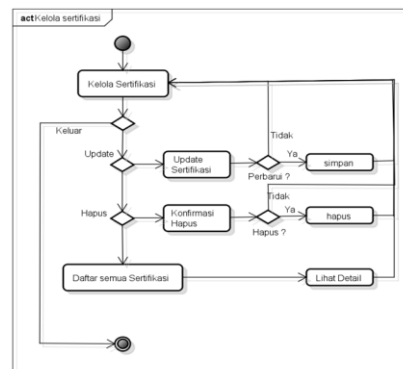 act Kelola sertifikasi
Kelola Sertifikasi
Keluar
Tidak
Update
Update
Sertifikasi
Ya
simpan
Perbarui ?
Tidak
Hapus
Konfirmasi
Hapus
Ya
hapus
Hapus ?
Daftar semua Sertifikasi
Lihat Detail